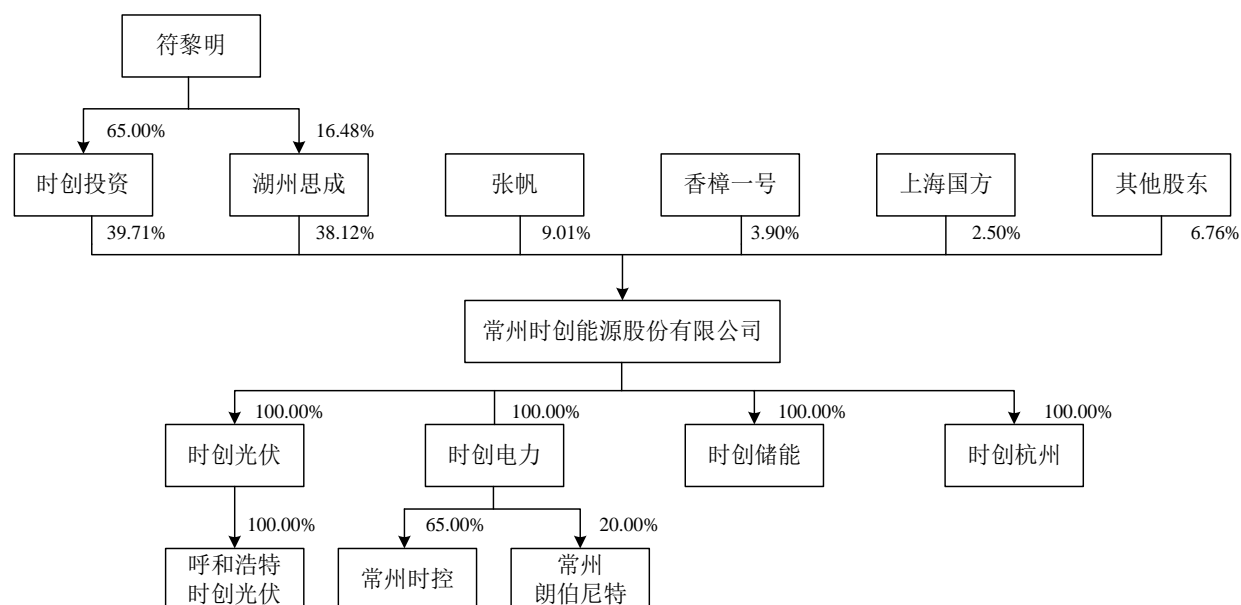 符黎明
65.00%
16.48%
时创投资
湖州思成
张帆
香樟一号
上海国方
其他股东
39.71%
38.12%
9.01%
3.90%
2.50%
6.76%
常州时创能源股份有限公司
100.00%
100.00%
100.00%
100.00%
时创光伏
时创电力
时创储能
时创杭州
100.00%
65.00%
20.00%
呼和浩特
时创光伏
常州时控
常州
朗伯尼特